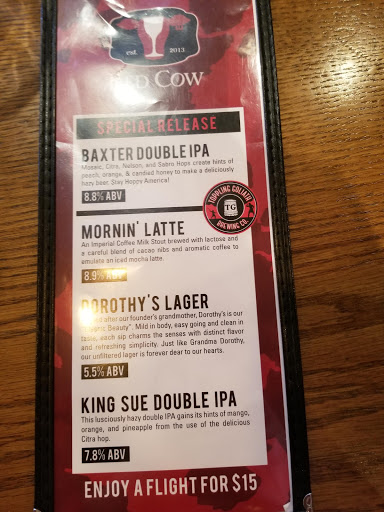 est. 2013
Cow
SPECIAL RELEASE
BAXTER DOUBLE IPA
Mosaic, Citra, Nelson, and Sabro Hops create hints of
peach, orange, & candied honey to make a deliciously
hazy beer. Stay Hoppy America!
8.8% ABV
TOPPLING GOLIATH
TG
BREWING CO.
MORNIN' LATTE
An Imperial Coffee Milk Stout brewed with lactose and
a careful blend of cacao nibs and aromatic coffee to
emulate an iced mocha latte.
8.9% ABV
DOROTHY'S LAGER
after our founder's grandmother, Dorothy's is our
Beauty". Mild in body, easy going and clean in
taste, each sip charms the senses with distinct flavor
and refreshing simplicity. Just like Grandma Dorothy,
our unfiltered lager is forever dear to our hearts.
5.5% ABV
KING SUE DOUBLE IPA
This lusciously hazy double IPA gains its hints of mango,
orange, and pineapple from the use of the delicious
Citra hop.
7.8% ABV
ENJOY A FLIGHT FOR $15